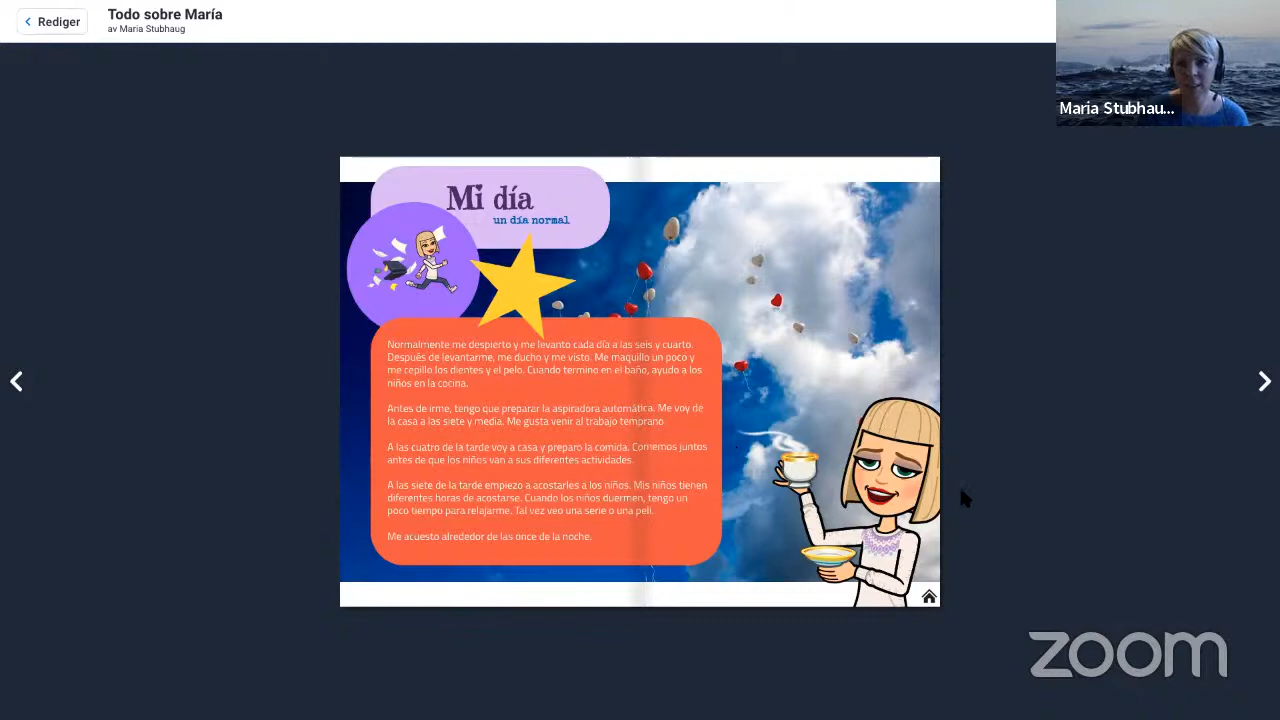 Rediger
Todo sobre María
av Maria Stubhaug
Maria Stubhau...
Mi día
un día normal
Normalmente me despierto y me levanto cada día a las seis y cuarto.
Después de levantarme, me ducho y me visto. Me maquillo un poco y
me cepillo los dientes y el pelo. Cuando termino en el baño, ayudo a los
niños en la cocina.
Antes de irme, tengo que preparar la aspiradora automática. Me voy de
la casa a las siete y media. Me gusta venir al trabajo temprano
A las cuatro de la tarde voy a casa y preparo la comida. Comemos juntos
antes de que los niños van a sus diferentes actividades.
A las siete de la tarde empiezo a acostarles a los niños. Mis niños tienen
diferentes horas de acostarse. Cuando los niños duermen, tengo un
poco tiempo para relajarme. Tal vez veo una serie o una peli.
Me acuesto alrededor de las once de la noche.
zoom